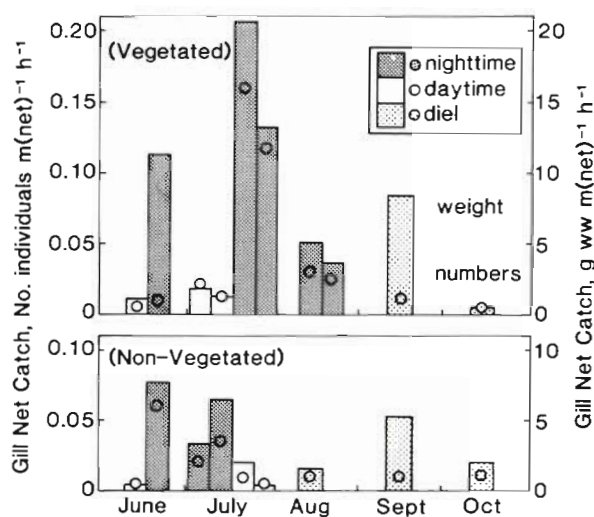 Gill Net Catch, No. individuals m(net)⁻¹ h⁻¹
0.20
0.15
0.10
0.05
0
(Vegetated)
nighttime
daytime
diel
weight
numbers
20
15
10
5
0
Gill Net Catch, g ww m(net)⁻¹ h⁻¹
0.10
0.05
0
(Non-Vegetated)
10
5
0
June July Aug Sept Oct